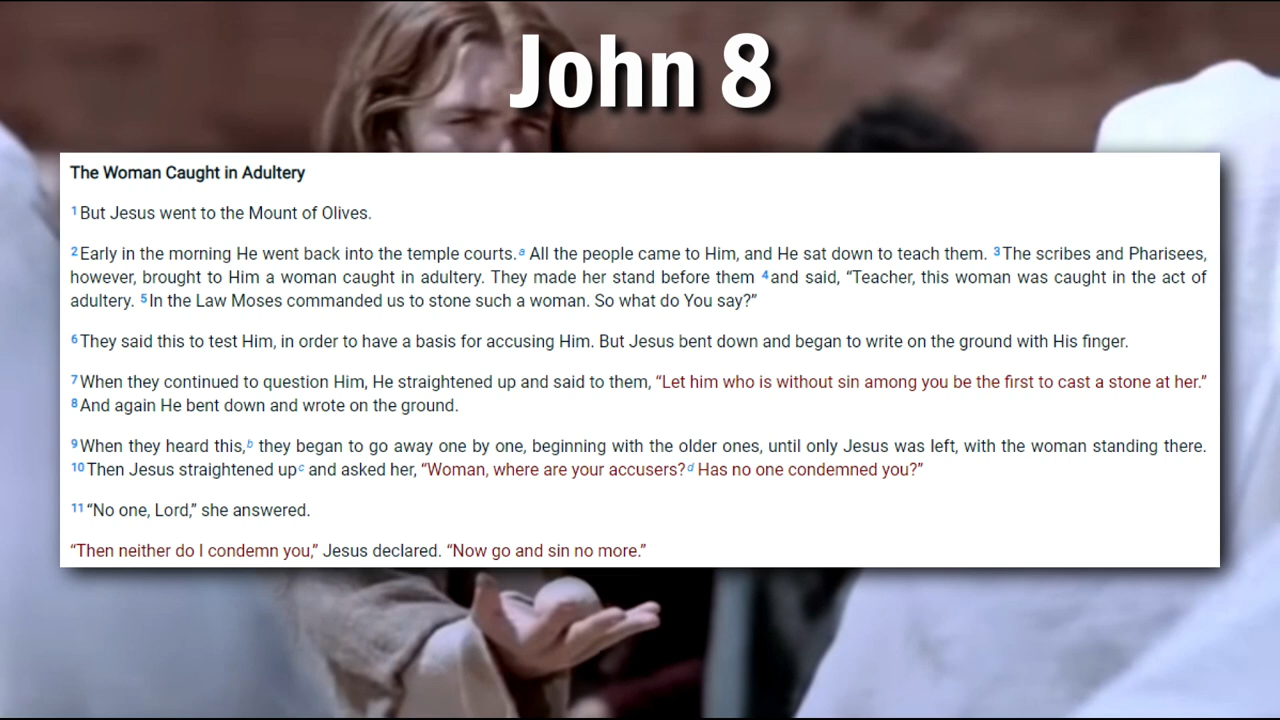 John 8
The Woman Caught in Adultery
1 But Jesus went to the Mount of Olives.
2 Early in the morning He went back into the temple courts. a All the people came to Him, and He sat down to teach them. 3 The scribes and Pharisees,
however, brought to Him a woman caught in adultery. They made her stand before them 4 and said, “Teacher, this woman was caught in the act of
adultery. 5 In the Law Moses commanded us to stone such a woman. So what do You say?”
6 They said this to test Him, in order to have a basis for accusing Him. But Jesus bent down and began to write on the ground with His finger.
7 When they continued to question Him, He straightened up and said to them, “Let him who is without sin among you be the first to cast a stone at her.”
8 And again He bent down and wrote on the ground.
9 When they heard this, b they began to go away one by one, beginning with the older ones, until only Jesus was left, with the woman standing there.
10 Then Jesus straightened up c and asked her, “Woman, where are your accusers? d Has no one condemned you?”
11 “No one, Lord,” she answered.
“Then neither do I condemn you,” Jesus declared. “Now go and sin no more.”